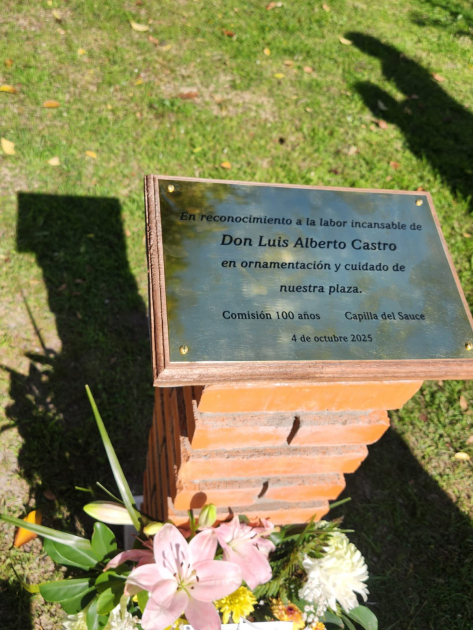 En reconocimiento a la labor incansable de
Don Luis Alberto Castro
en ornamentación y cuidado de
nuestra plaza.
Comisión 100 años Capilla del Sauce
4 de octubre 2025